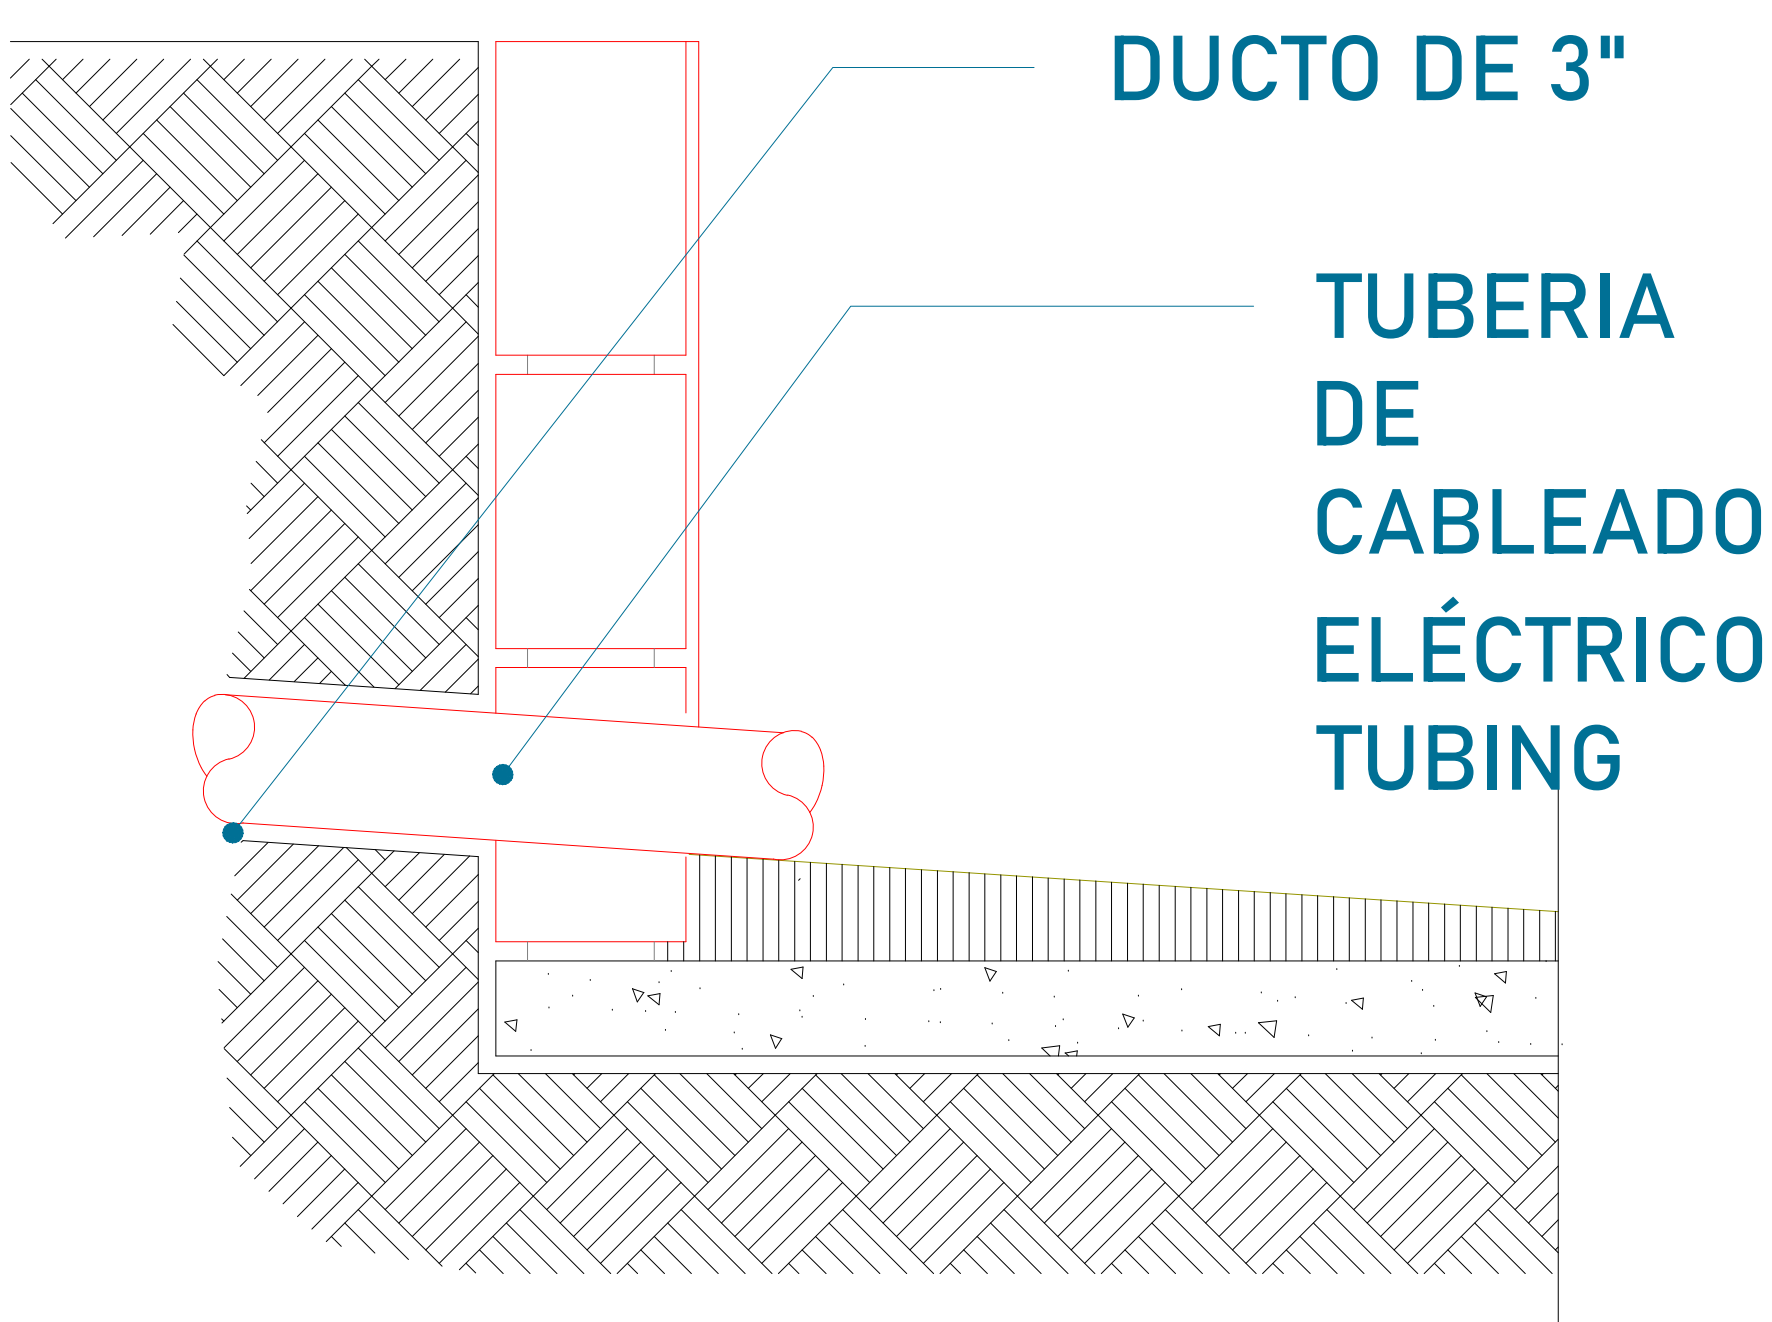 DUCTO DE 3"
TUBERIA
DE
CABLEADO
ELÉCTRICO
TUBING